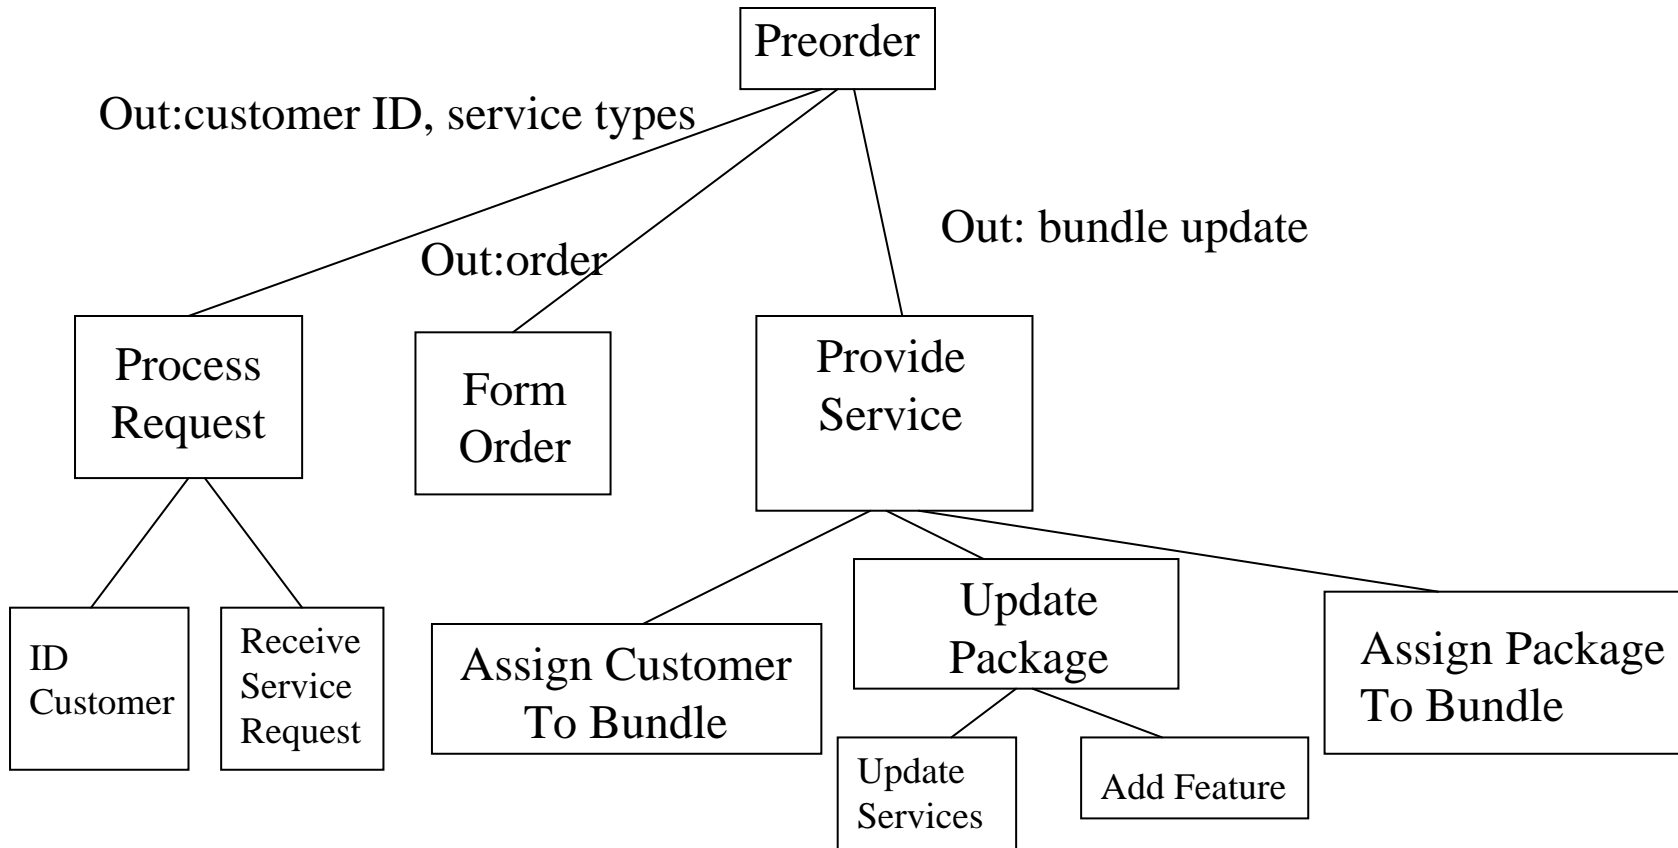 Preorder
Out:customer ID, service types
Out: bundle update
Out:order
Process
Request
Form
Order
Provide
Service
ID
Customer
Receive
Service
Request
Assign Customer
To Bundle
Update
Package
Assign Package
To Bundle
Update
Services
Add Feature